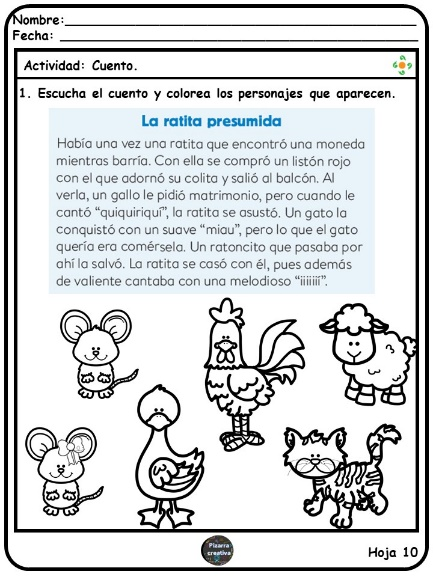 Nombre:
Fecha:
Actividad: Cuento.
1. Escucha el cuento y colorea los personajes que aparecen.
La ratita presumida
Había una vez una ratita que encontró una moneda
mientras barría. Con ella se compró un listón rojo
con el que adornó su colita y salió al balcón. Al
verla, un gallo le pidió matrimonio, pero cuando le
cantó “quiquiriquí”, la ratita se asustó. Un gato la
conquistó con un suave “miau”, pero lo que el gato
quería era comérsela. Un ratoncito que pasaba por
ahí la salvó. La ratita se casó con él, pues además
de valiente cantaba con una melodioso “iiiiiií”.
Pizarra
creativa
Hoja 10